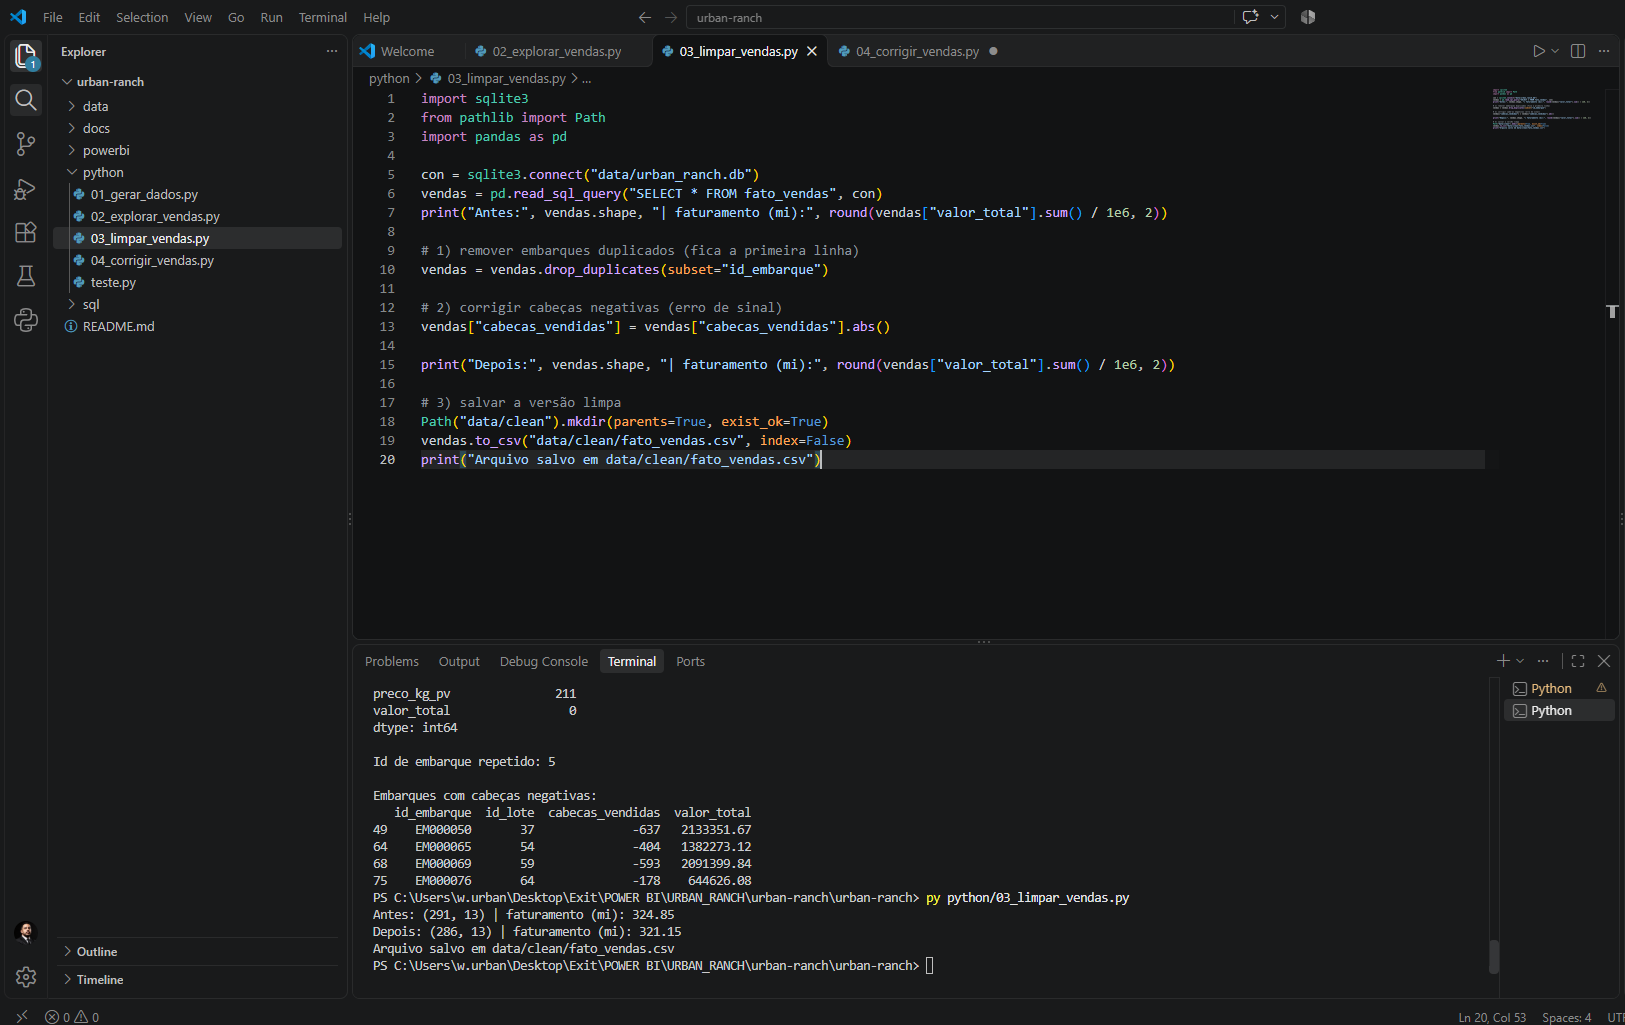 File Edit Selection View Go Run Terminal Help
urban-ranch
Explorer
urban-ranch
data
docs
powerbi
python
01_gerar_dados.py
02_explorar_vendas.py
03_limpar_vendas.py
04_corrigir_vendas.py
teste.py
sql
README.md
Outline
Timeline
1
Welcome 02_explorar_vendas.py 03_limpar_vendas.py 04_corrigir_vendas.py
python > 03_limpar_vendas.py > ...
1 import sqlite3
2 from pathlib import Path
3 import pandas as pd
4
5 con = sqlite3.connect("data/urban_ranch.db")
6 vendas = pd.read_sql_query("SELECT * FROM fato_vendas", con)
7 print("Antes:", vendas.shape, "| faturamento (mi):", round(vendas["valor_total"].sum() / 1e6, 2))
8
9 # 1) remover embarques duplicados (fica a primeira linha)
10 vendas = vendas.drop_duplicates(subset="id_embarque")
11
12 # 2) corrigir cabeças negativas (erro de sinal)
13 vendas["cabecas_vendidas"] = vendas["cabecas_vendidas"].abs()
14
15 print("Depois:", vendas.shape, "| faturamento (mi):", round(vendas["valor_total"].sum() / 1e6, 2))
16
17 # 3) salvar a versão limpa
18 Path("data/clean").mkdir(parents=True, exist_ok=True)
19 vendas.to_csv("data/clean/fato_vendas.csv", index=False)
20 print("Arquivo salvo em data/clean/fato_vendas.csv")
Problems Output Debug Console Terminal Ports
Python
Python
preco_kg_pv 211
valor_total 0
dtype: int64
Id de embarque repetido: 5
Embarques com cabeças negativas:
id_embarque id_lote cabecas_vendidas valor_total
49 EM000050 37 -637 2133351.67
64 EM000065 54 -404 1382273.12
68 EM000069 59 -593 2091399.84
75 EM000076 64 -178 644626.08
PS C:\Users\w.urban\Desktop\Exit\POWER BI\URBAN_RANCH\urban-ranch\urban-ranch> py python/03_limpar_vendas.py
Antes: (291, 13) | faturamento (mi): 324.85
Depois: (286, 13) | faturamento (mi): 321.15
Arquivo salvo em data/clean/fato_vendas.csv
PS C:\Users\w.urban\Desktop\Exit\POWER BI\URBAN_RANCH\urban-ranch\urban-ranch>
0 0
Ln 20, Col 53 Spaces: 4 UTF